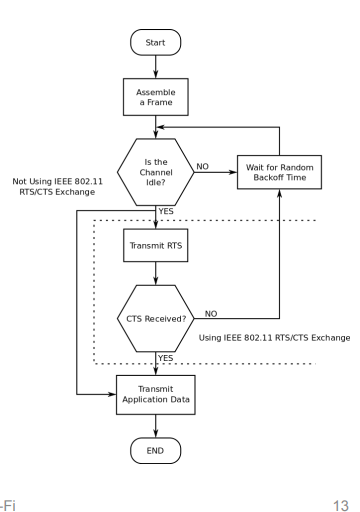 Start
Assemble
a Frame
Is the
Channel
Idle?
NO
Wait for Random
Backoff Time
Not Using IEEE 802.11
RTS/CTS Exchange
YES
Transmit RTS
CTS Received?
NO
Using IEEE 802.11 RTS/CTS Exchange
YES
Transmit
Application Data
END
-Fi
13